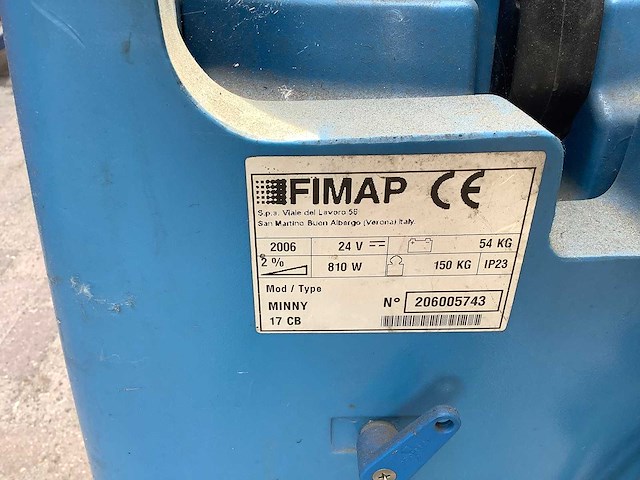 FIMAP CE
S.p.a. Viale del Lavoro 56
San Martino Buon Albergo (Verona) Italy.
2006 24 V 54 KG
2 % 810 W 150 KG IP23
Mod / Type
MINNY N° 206005743
17 CB